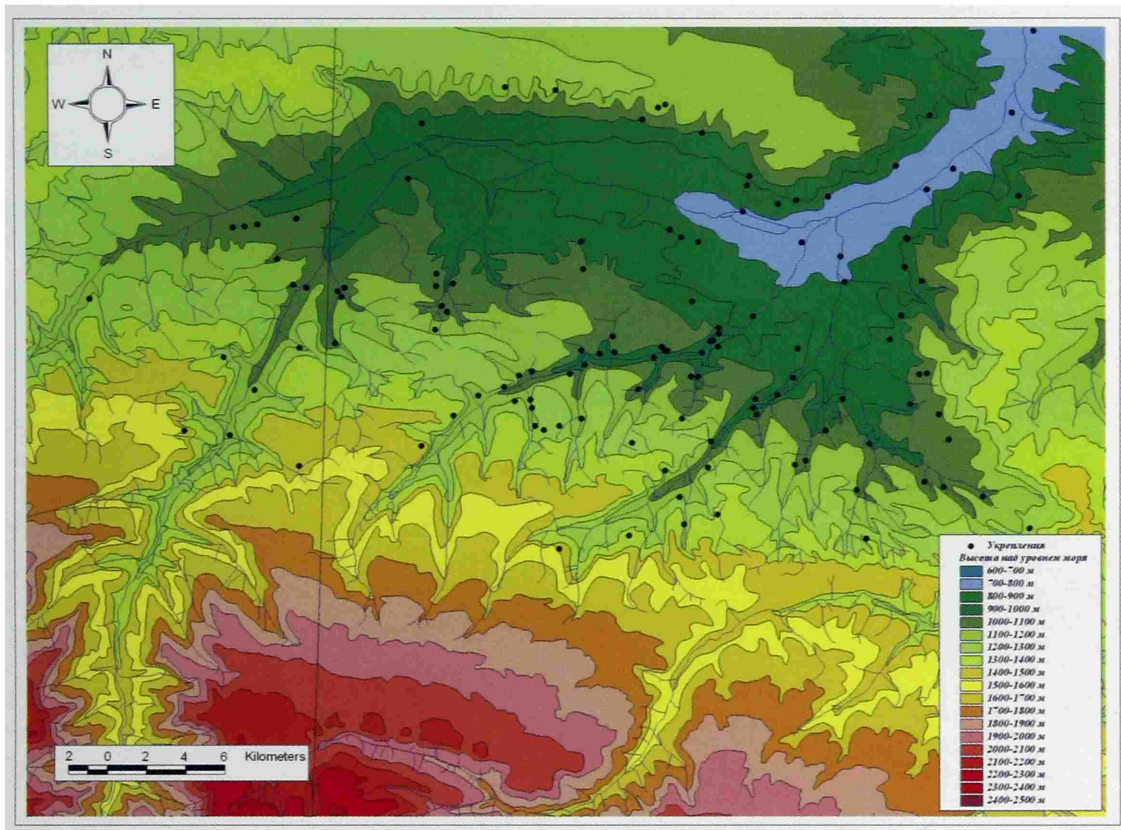 N
W E
S
2 0 2 4 6 Kilometers
Укрепления
Высота над уровнем моря
600-700 м
700-800 м
800-900 м
900-1000 м
1000-1100 м
1100-1200 м
1200-1300 м
1300-1400 м
1400-1500 м
1500-1600 м
1600-1700 м
1700-1800 м
1800-1900 м
1900-2000 м
2000-2100 м
2100-2200 м
2200-2300 м
2300-2400 м
2400-2500 м